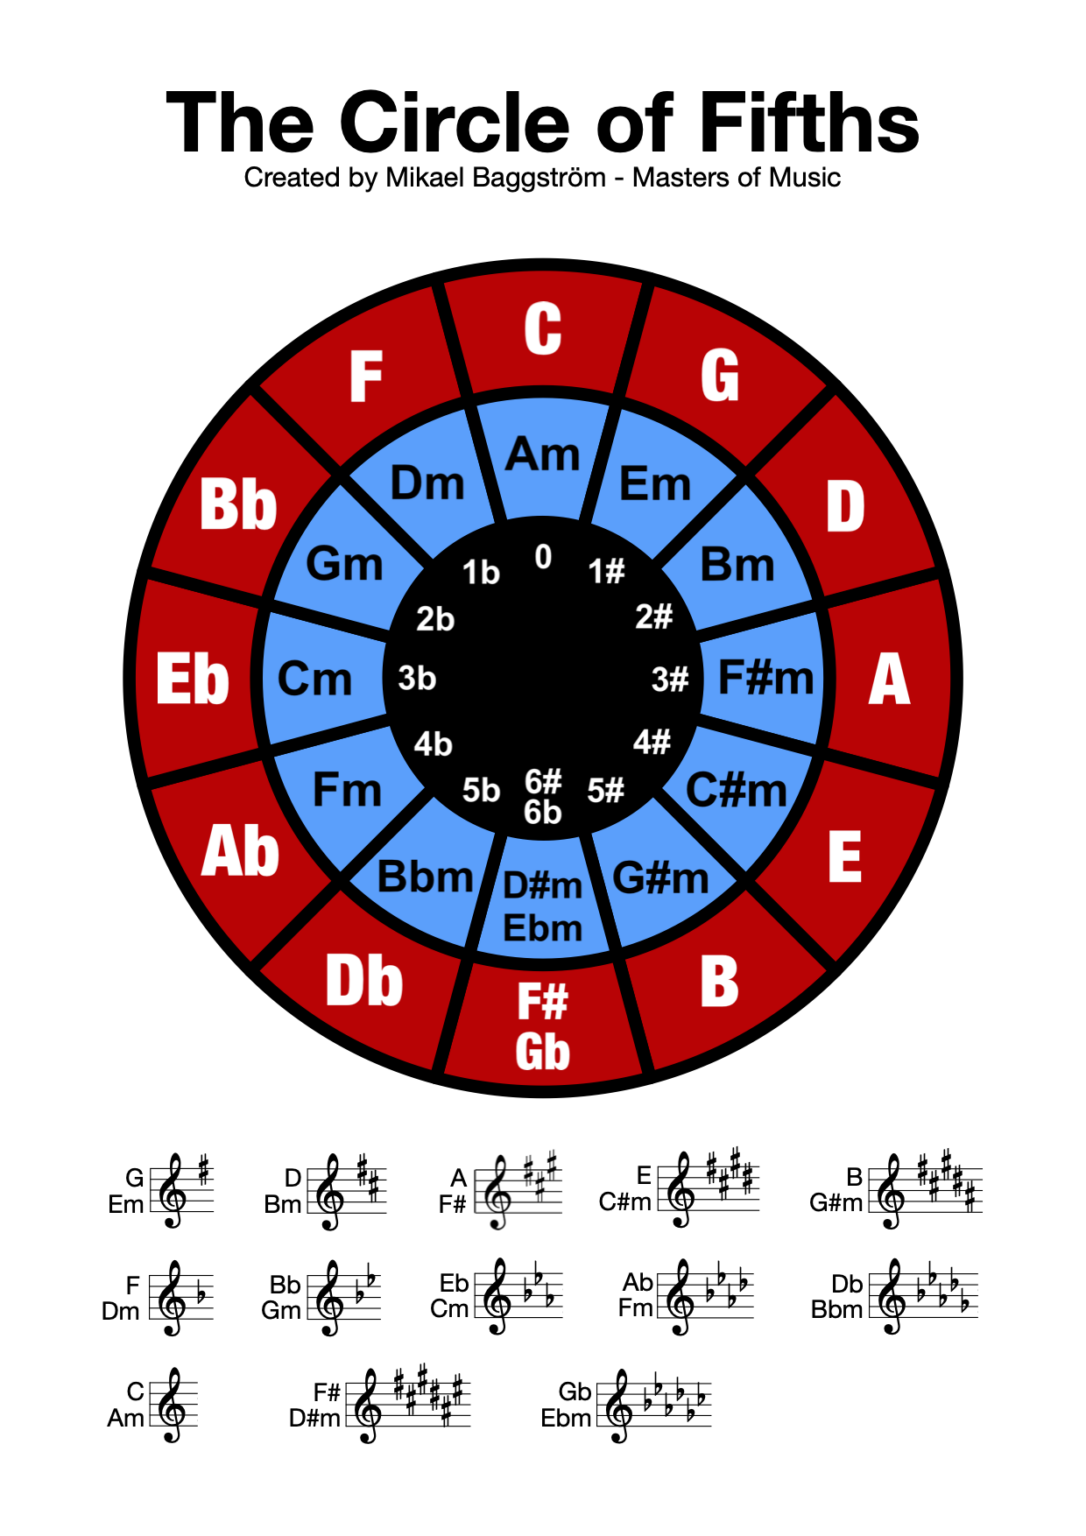 The Circle of Fifths
Created by Mikael Baggström - Masters of Music
C
G
D
A
E
B
F#
Gb
Db
Ab
Eb
Bb
F
Am
Em
Bm
F#m
C#m
G#m
D#m
Ebm
Bbm
Fm
Cm
Gm
Dm
0
1#
2#
3#
4#
5#
6#
6b
5b
4b
3b
2b
1b
G
Em
D
Bm
A
F#
E
C#m
B
G#m
F
Dm
Bb
Gm
Eb
Cm
Ab
Fm
Db
Bbm
C
Am
F#
D#m
Gb
Ebm